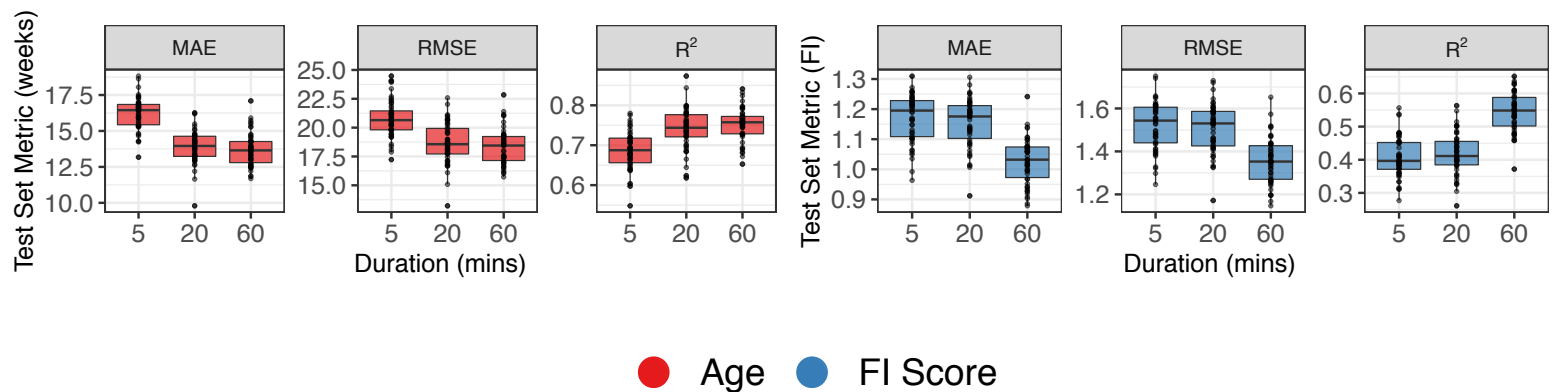 Test Set Metric (weeks)
MAE
17.5
15.0
12.5
10.0
5 20 60
RMSE
25.0
22.5
20.0
17.5
15.0
5 20 60
R²
0.8
0.7
0.6
5 20 60
Duration (mins)
Test Set Metric (FI)
MAE
1.3
1.2
1.1
1.0
0.9
5 20 60
RMSE
1.6
1.4
1.2
5 20 60
R²
0.6
0.5
0.4
0.3
5 20 60
Duration (mins)
Age FI Score